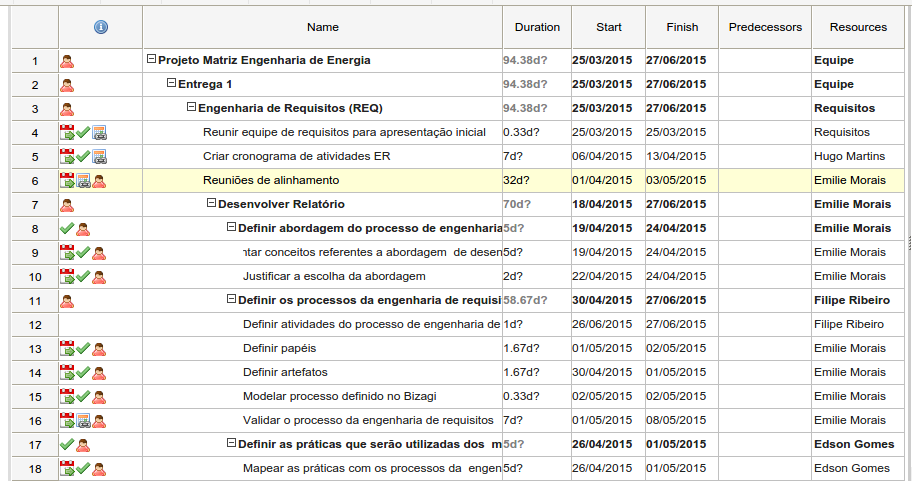 Name Duration Start Finish Predecessors Resources
1 Projeto Matriz Engenharia de Energia 94.38d? 25/03/2015 27/06/2015 Equipe
2 Entrega 1 94.38d? 25/03/2015 27/06/2015 Equipe
3 Engenharia de Requisitos (REQ) 94.38d? 25/03/2015 27/06/2015 Requisitos
4 Reunir equipe de requisitos para apresentação inicial 0.33d? 25/03/2015 25/03/2015 Requisitos
5 Criar cronograma de atividades ER 7d? 06/04/2015 13/04/2015 Hugo Martins
6 Reuniões de alinhamento 32d? 01/04/2015 03/05/2015 Emilie Morais
7 Desenvolver Relatório 70d? 18/04/2015 27/06/2015 Emilie Morais
8 Definir abordagem do processo de engenharia 5d? 19/04/2015 24/04/2015 Emilie Morais
9 ntar conceitos referentes a abordagem de desen 5d? 19/04/2015 24/04/2015 Emilie Morais
10 Justificar a escolha da abordagem 2d? 22/04/2015 24/04/2015 Emilie Morais
11 Definir os processos da engenharia de requisi 58.67d? 30/04/2015 27/06/2015 Filipe Ribeiro
12 Definir atividades do processo de engenharia de 1d? 26/06/2015 27/06/2015 Filipe Ribeiro
13 Definir papéis 1.67d? 01/05/2015 02/05/2015 Emilie Morais
14 Definir artefatos 1.67d? 30/04/2015 01/05/2015 Emilie Morais
15 Modelar processo definido no Bizagi 0.33d? 02/05/2015 02/05/2015 Emilie Morais
16 Validar o processo da engenharia de requisitos 7d? 01/05/2015 08/05/2015 Emilie Morais
17 Definir as práticas que serão utilizadas dos m 5d? 26/04/2015 01/05/2015 Edson Gomes
18 Mapear as práticas com os processos da engen 5d? 26/04/2015 01/05/2015 Edson Gomes